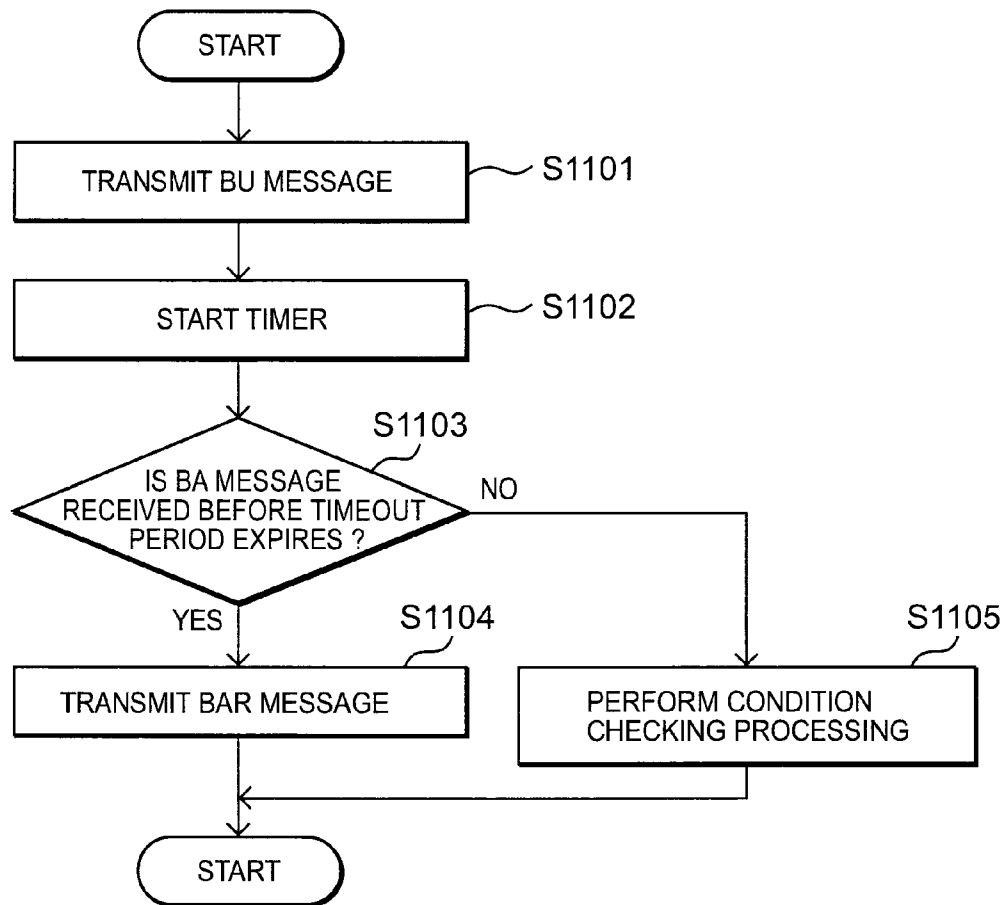 START
TRANSMIT BU MESSAGE
S1101
START TIMER
S1102
S1103
IS BA MESSAGE
RECEIVED BEFORE TIMEOUT
PERIOD EXPIRES ?
NO
YES
S1104
TRANSMIT BAR MESSAGE
S1105
PERFORM CONDITION
CHECKING PROCESSING
START